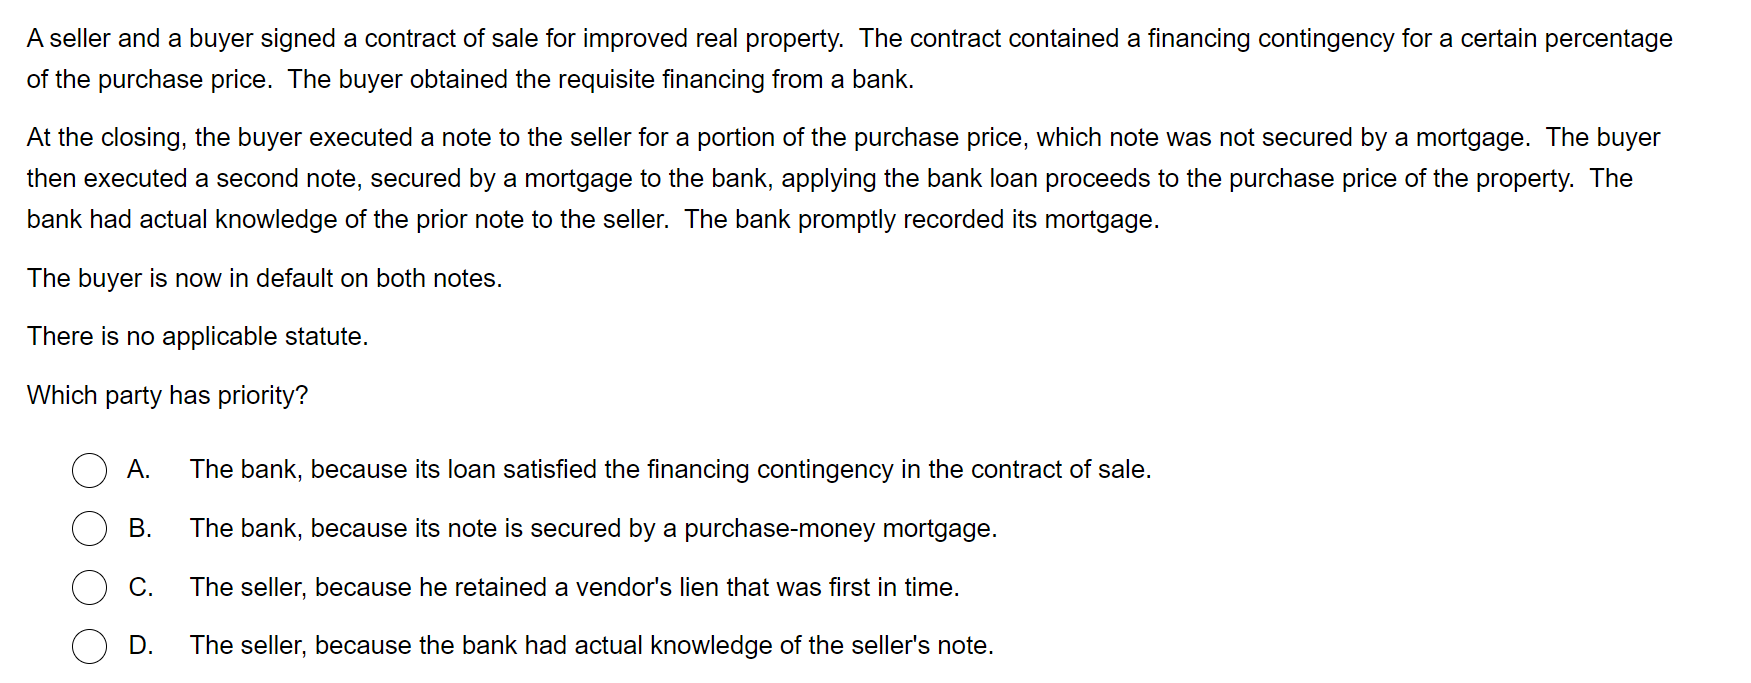 A seller and a buyer signed a contract of sale for improved real property.  The contract contained a financing contingency for a certain percentage
of the purchase price.  The buyer obtained the requisite financing from a bank.
At the closing, the buyer executed a note to the seller for a portion of the purchase price, which note was not secured by a mortgage.  The buyer
then executed a second note, secured by a mortgage to the bank, applying the bank loan proceeds to the purchase price of the property.  The
bank had actual knowledge of the prior note to the seller.  The bank promptly recorded its mortgage.
The buyer is now in default on both notes.
There is no applicable statute.
Which party has priority?
A. The bank, because its loan satisfied the financing contingency in the contract of sale.
B. The bank, because its note is secured by a purchase-money mortgage.
C. The seller, because he retained a vendor's lien that was first in time.
D. The seller, because the bank had actual knowledge of the seller's note.